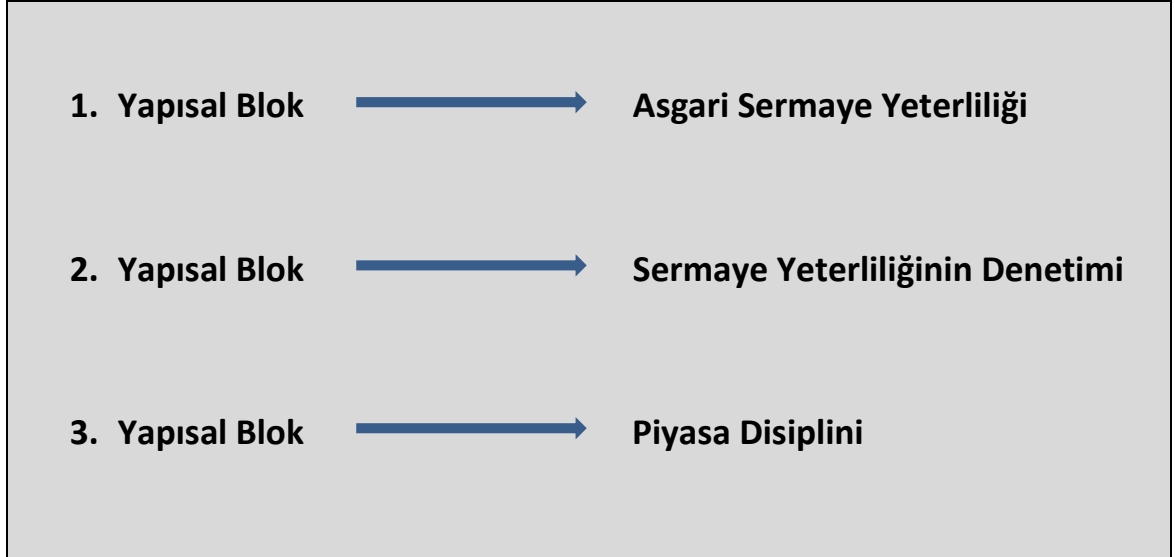 1. Yapısal Blok Asgari Sermaye Yeterliliği
2. Yapısal Blok Sermaye Yeterliliğinin Denetimi
3. Yapısal Blok Piyasa Disiplini